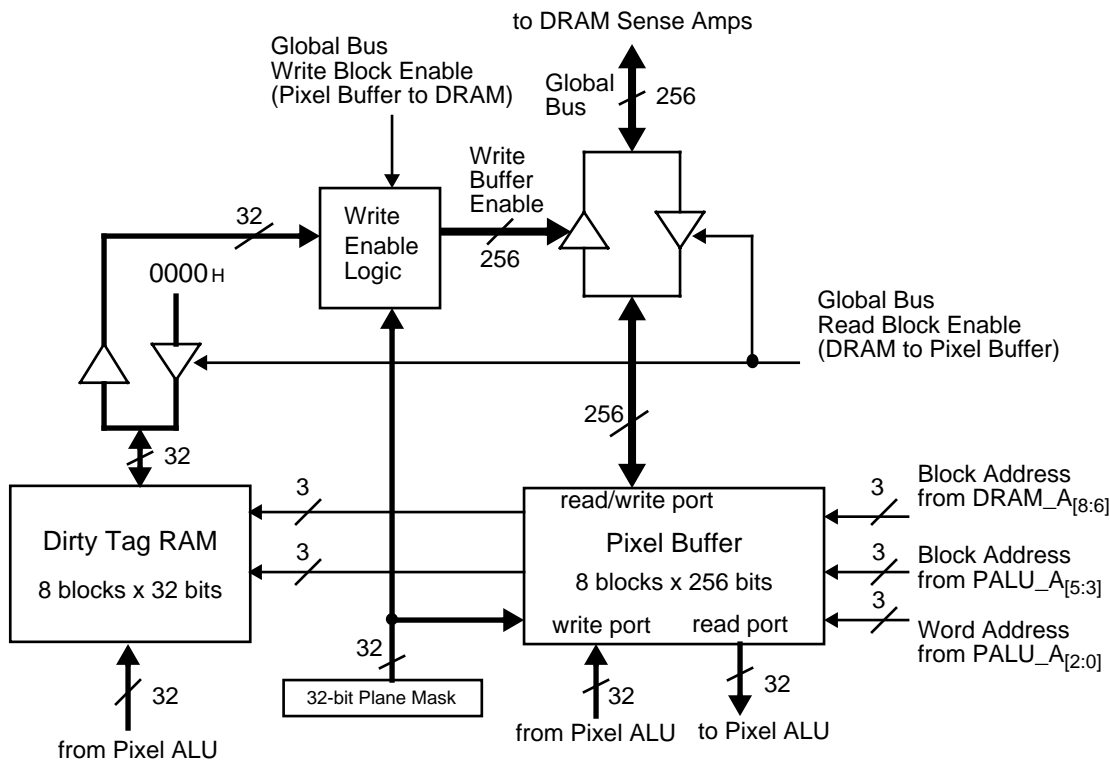 to DRAM Sense Amps
Global Bus
Write Block Enable
(Pixel Buffer to DRAM)
Global
Bus
256
Write
Buffer
Enable
32
Write
Enable
Logic
256
0000H
Global Bus
Read Block Enable
(DRAM to Pixel Buffer)
256
32
3
read/write port
3
Block Address
from DRAM_A[8:6]
Dirty Tag RAM
Pixel Buffer
3
3
Block Address
from PALU_A[5:3]
8 blocks x 32 bits
8 blocks x 256 bits
3
write port
read port
Word Address
from PALU_A[2:0]
32
32
32-bit Plane Mask
32
32
from Pixel ALU
from Pixel ALU
to Pixel ALU